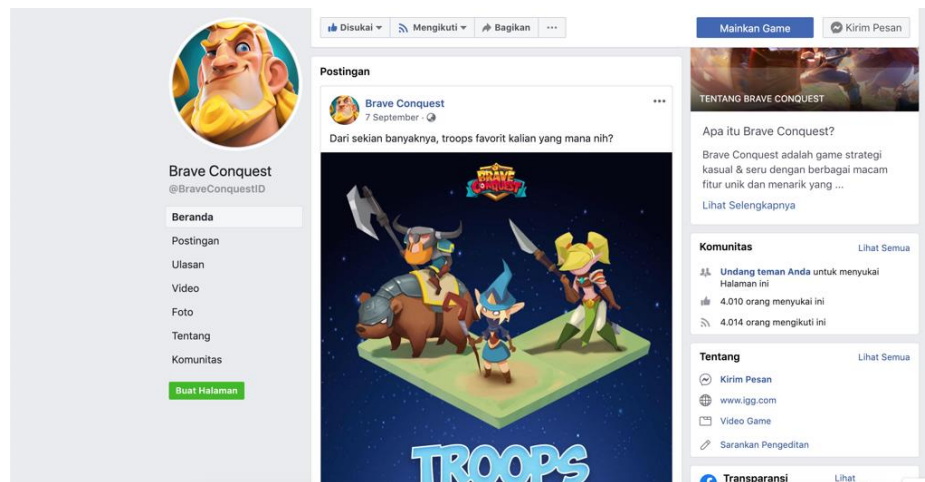 Disukai
Mengikuti
Bagikan
Mainkan Game
Kirim Pesan
Brave Conquest
@BraveConquestID
Beranda
Postingan
Ulasan
Video
Foto
Tentang
Komunitas
Buat Halaman
Postingan
Brave Conquest
7 September ·
Dari sekian banyaknya, troops favorit kalian yang mana nih?
BRAVE
CONQUEST
TROOPS
TENTANG BRAVE CONQUEST
Apa itu Brave Conquest?
Brave Conquest adalah game strategi
kasual & seru dengan berbagai macam
fitur unik dan menarik yang ...
Lihat Selengkapnya
Komunitas Lihat Semua
Undang teman Anda untuk menyukai
Halaman ini
4.010 orang menyukai ini
4.014 orang mengikuti ini
Tentang Lihat Semua
Kirim Pesan
www.igg.com
Video Game
Sarankan Pengeditan
Transparansi Lihat